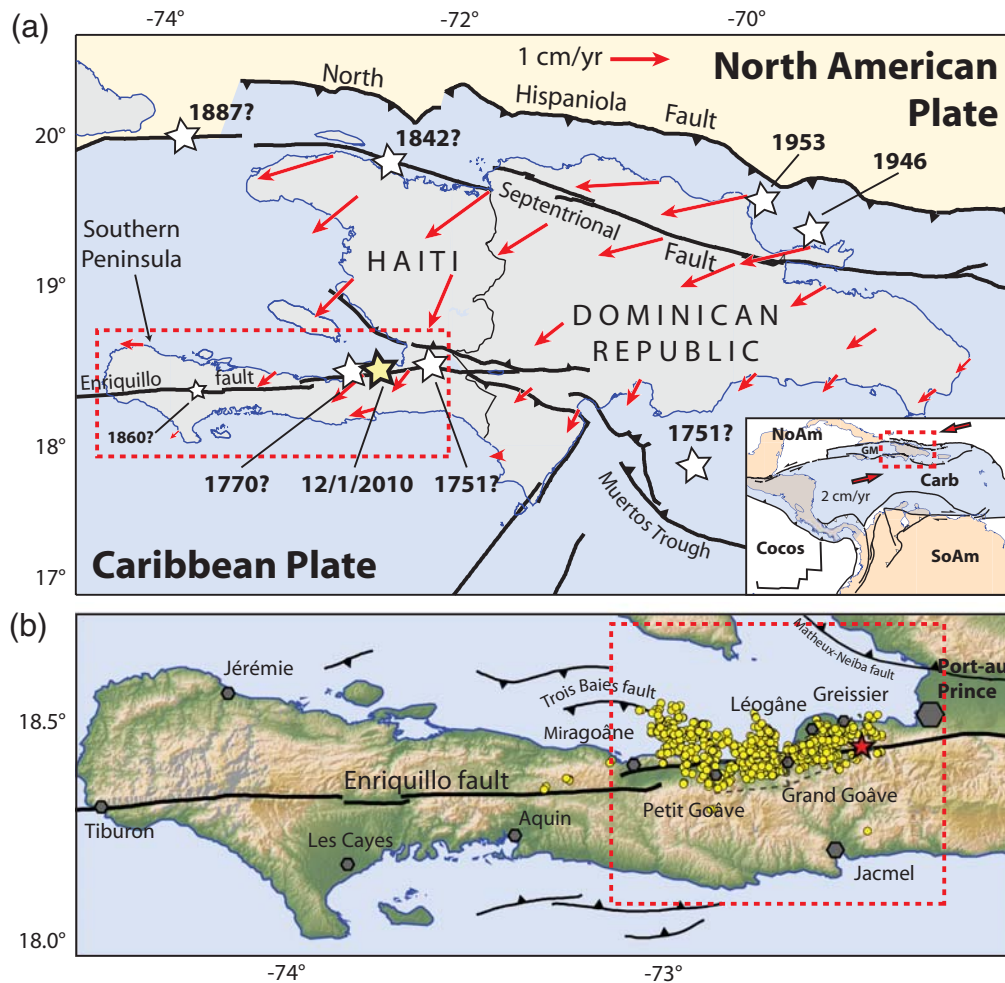 (a)
-74°
-72°
-70°
1 cm/yr
North American
Plate
North
Hispaniola
Fault
20°
1887?
1842?
1953
1946
Septentrional
Fault
Southern
Peninsula
HAITI
19°
DOMINICAN
REPUBLIC
Enriquillo
fault
1860?
18°
1770?
12/1/2010
1751?
1751?
Muertos Trough
17°
Caribbean Plate
NoAm
GM
Carb
2 cm/yr
Cocos
SoAm
(b)
Matheux-Neiba fault
Jérémie
Port-au
Prince
Trois Baies fault
Léogâne
Greissier
18.5°
Miragoâne
Enriquillo fault
Petit Goâve
Grand Goâve
Tiburon
Les Cayes
Aquin
Jacmel
18.0°
-74°
-73°